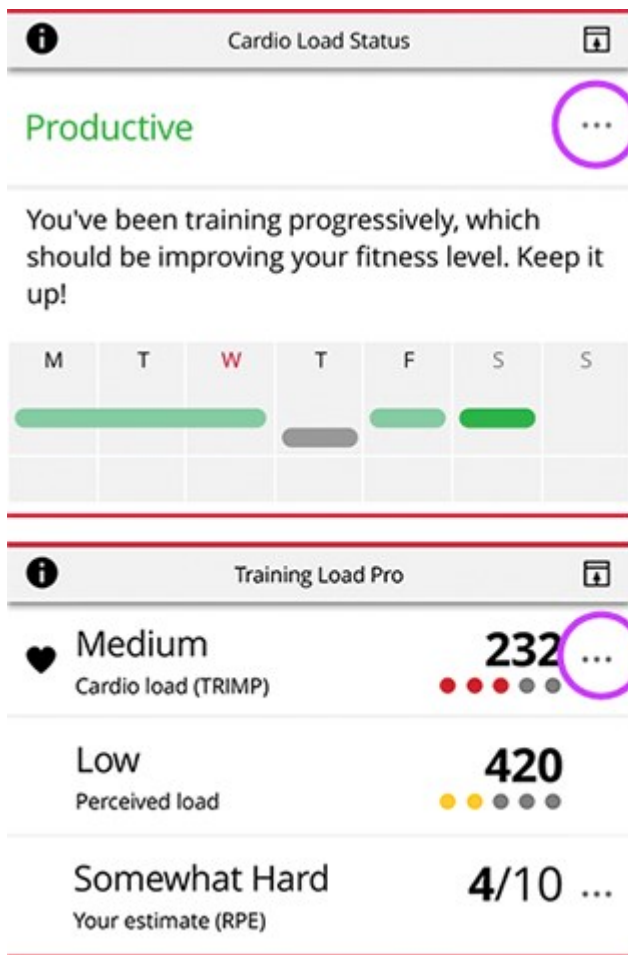 Cardio Load Status
Productive
...
You've been training progressively, which
should be improving your fitness level. Keep it
up!
M T W T F S S
Training Load Pro
Medium 232 ...
Cardio load (TRIMP)
Low 420
Perceived load
Somewhat Hard 4/10 ...
Your estimate (RPE)